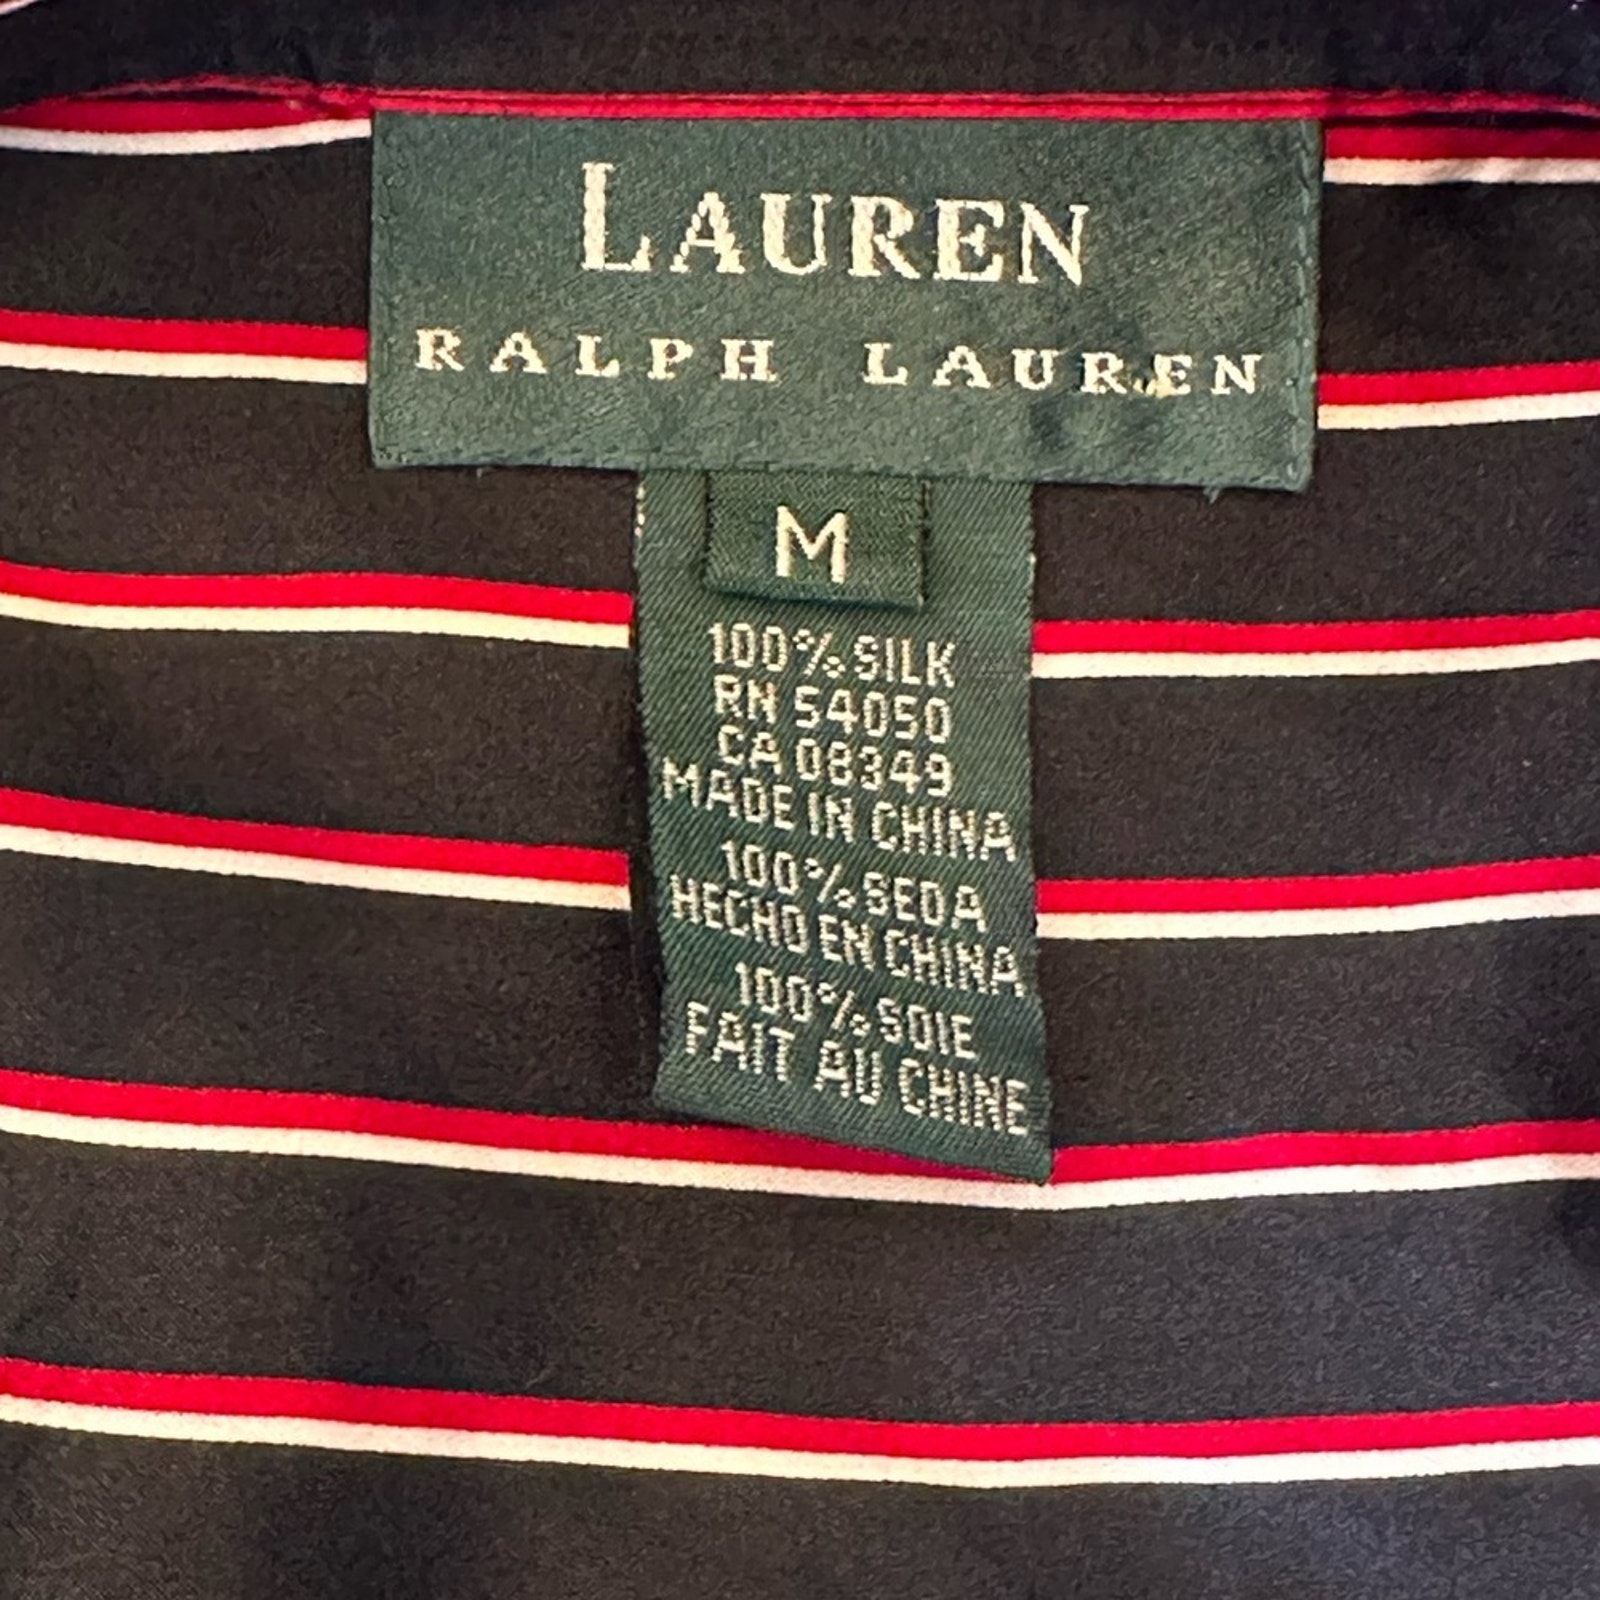 LAUREN
RALPH LAUREN
M
100% SILK
RN 54050
CA 08349
MADE IN CHINA
100% SEDA
HECHO EN CHINA
100% SOIE
FAIT AU CHINE